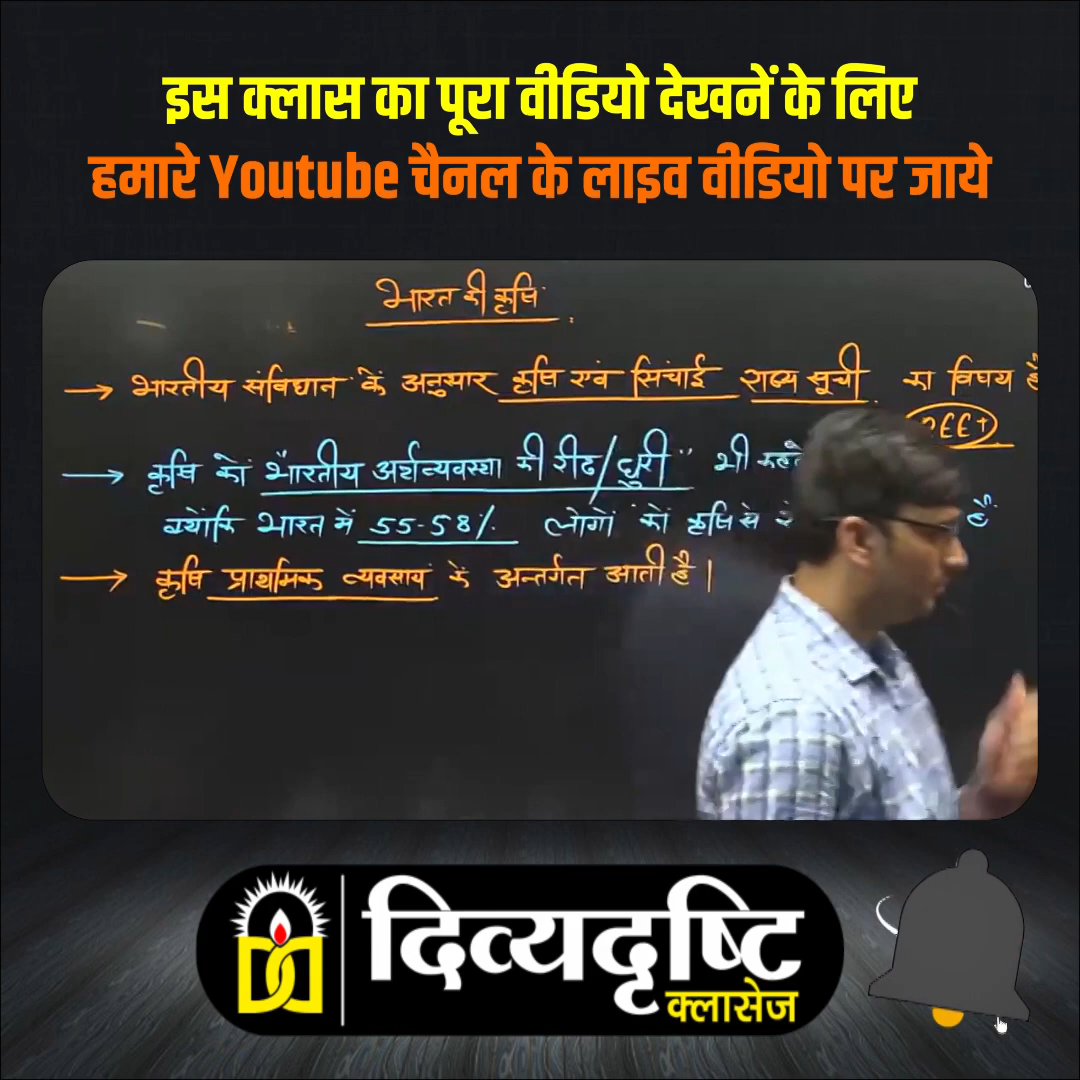 इस क्लास का पूरा वीडियो देखनें के लिए
हमारे Youtube चैनल के लाइव वीडियो पर जाये
भारत की कृषि
→ भारतीय संविधान के अनुसार कृषि एवं सिंचाई राज्य सूची का विषय है
→ कृषि को "भारतीय अर्थव्यवस्था की रीढ/धुरी" भी
क्योंकि भारत में 55-58% लोगों को कृषि से है
→ कृषि प्राथमिक व्यवसाय के अन्तर्गत आती है।
दिव्यदृष्टि
क्लासेज